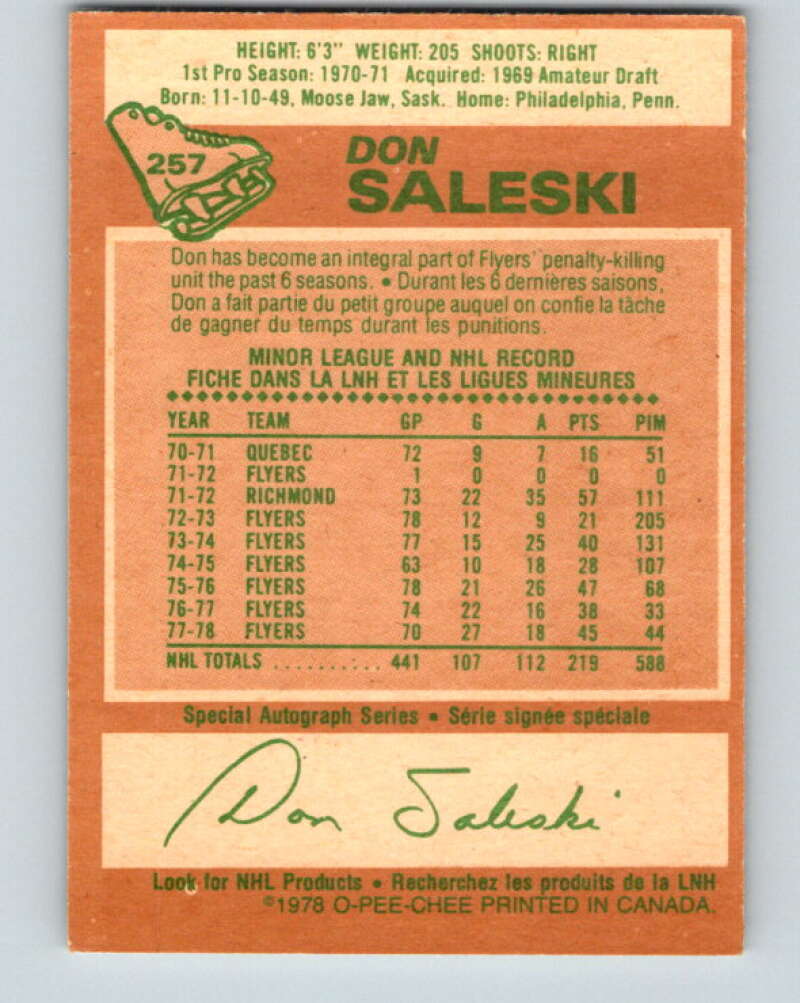 HEIGHT: 6'3" WEIGHT: 205 SHOOTS: RIGHT
1st Pro Season: 1970-71 Acquired: 1969 Amateur Draft
Born: 11-10-49, Moose Jaw, Sask. Home: Philadelphia, Penn.
257
DON
SALESKI
Don has become an integral part of Flyers' penalty-killing
unit the past 6 seasons. • Durant les 6 dernières saisons,
Don a fait partie du petit groupe auquel on confie la tâche
de gagner du temps durant les punitions.
MINOR LEAGUE AND NHL RECORD
FICHE DANS LA LNH ET LES LIGUES MINEURES
YEAR TEAM GP G A PTS PIM
70-71 QUEBEC 72 9 7 16 51
71-72 FLYERS 1 0 0 0 0
71-72 RICHMOND 73 22 35 57 111
72-73 FLYERS 78 12 9 21 205
73-74 FLYERS 77 15 25 40 131
74-75 FLYERS 63 10 18 28 107
75-76 FLYERS 78 21 26 47 68
76-77 FLYERS 74 22 16 38 33
77-78 FLYERS 70 27 18 45 44
NHL TOTALS .......... 441 107 112 219 588
Special Autograph Series • Série signée spéciale
Don Saleski
Look for NHL Products • Recherchez les produits de la LNH
©1978 O-PEE-CHEE PRINTED IN CANADA.